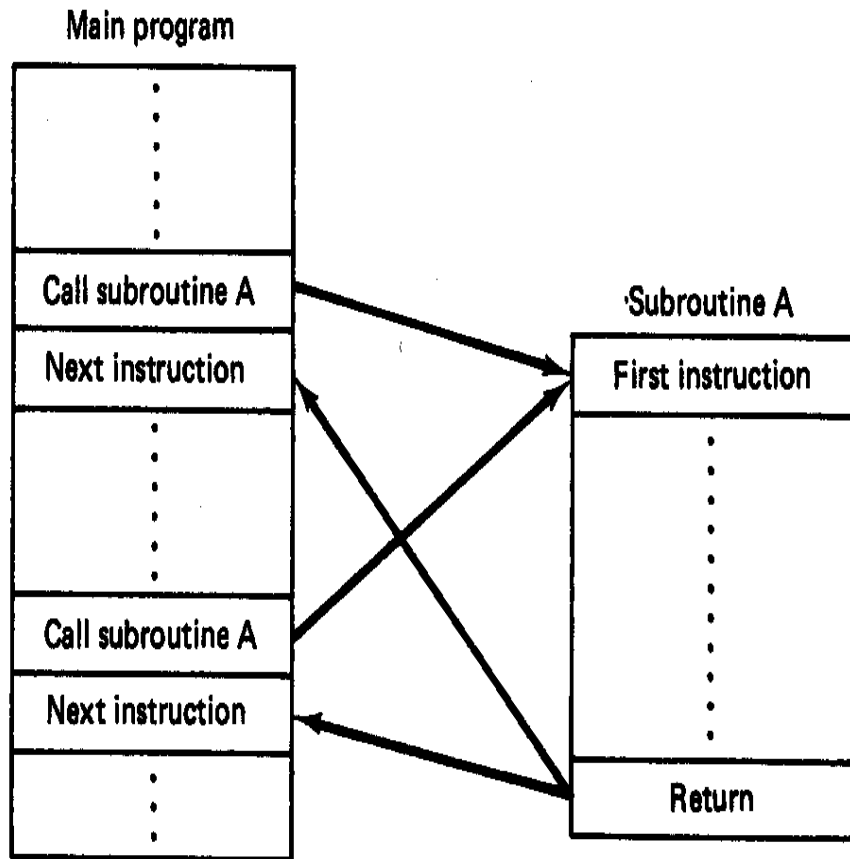 Main program
Call subroutine A
Next instruction
Call subroutine A
Next instruction
Subroutine A
First instruction
Return